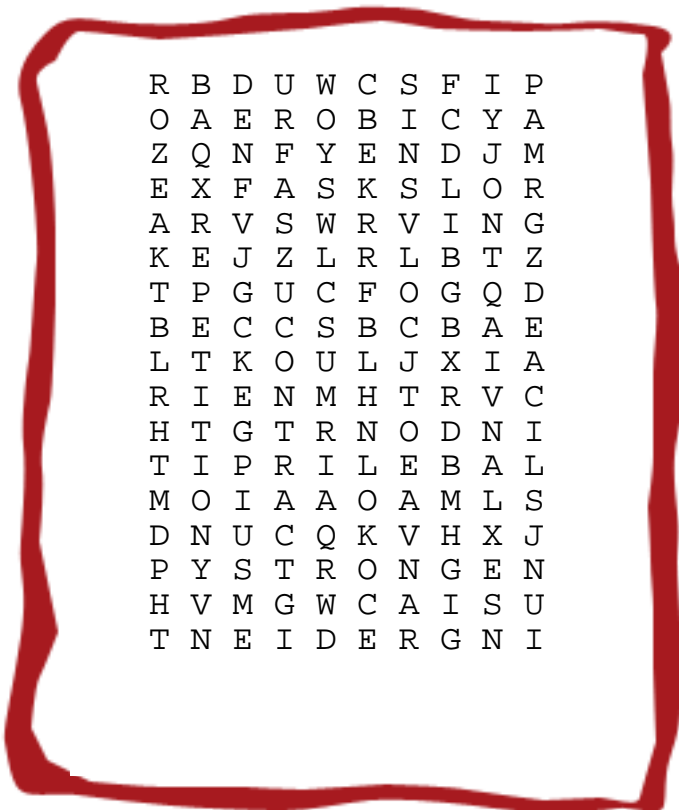 R B D U W C S F I P
O A E R O B I C Y A
Z Q N F Y E N D J M
E X F A S K S L O R
A R V S W R V I N G
K E J Z L R L B T Z
T P G U C F O G Q D
B E C C S B C B A E
L T K O U L J X I A
R I E N M H T R V C
H T G T R N O D N I
T I P R I L E B A L
M O I A A O A M L S
D N U C Q K V H X J
P Y S T R O N G E N
H V M G W C A I S U
T N E I D E R G N I